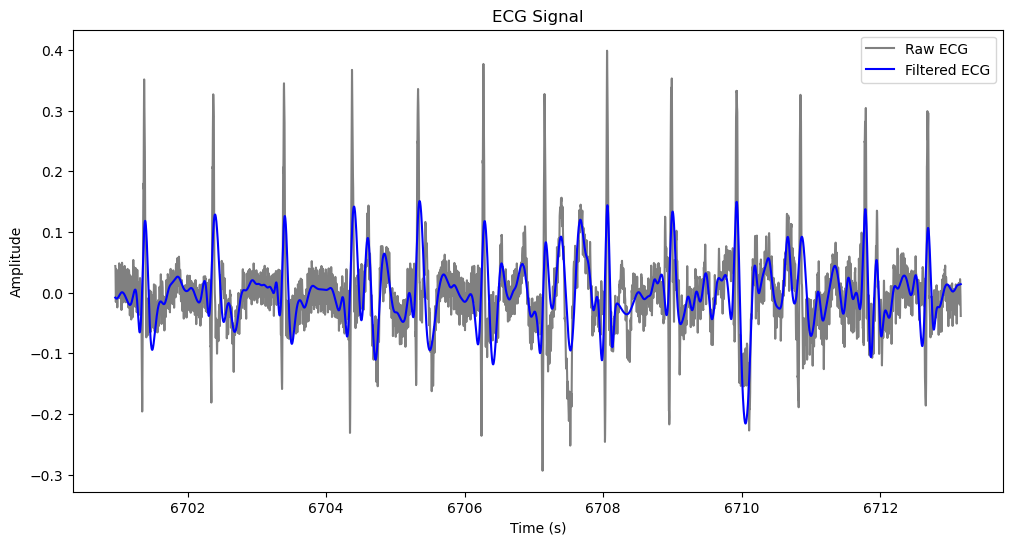 ECG Signal
Raw ECG
Filtered ECG
Amplitude
0.4
0.3
0.2
0.1
0.0
−0.1
−0.2
−0.3
6702 6704 6706 6708 6710 6712
Time (s)